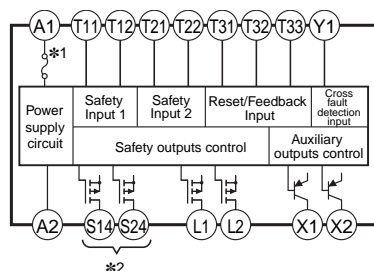 A1 T11 T12 T21 T22 T31 T32 T33 Y1
*1
Power
supply
circuit
Safety
Input 1
Safety
Input 2
Reset/Feedback
Input
Cross
fault
detection
input
Safety outputs control
Auxiliary
outputs control
A2 S14 S24 L1 L2 X1 X2
*2